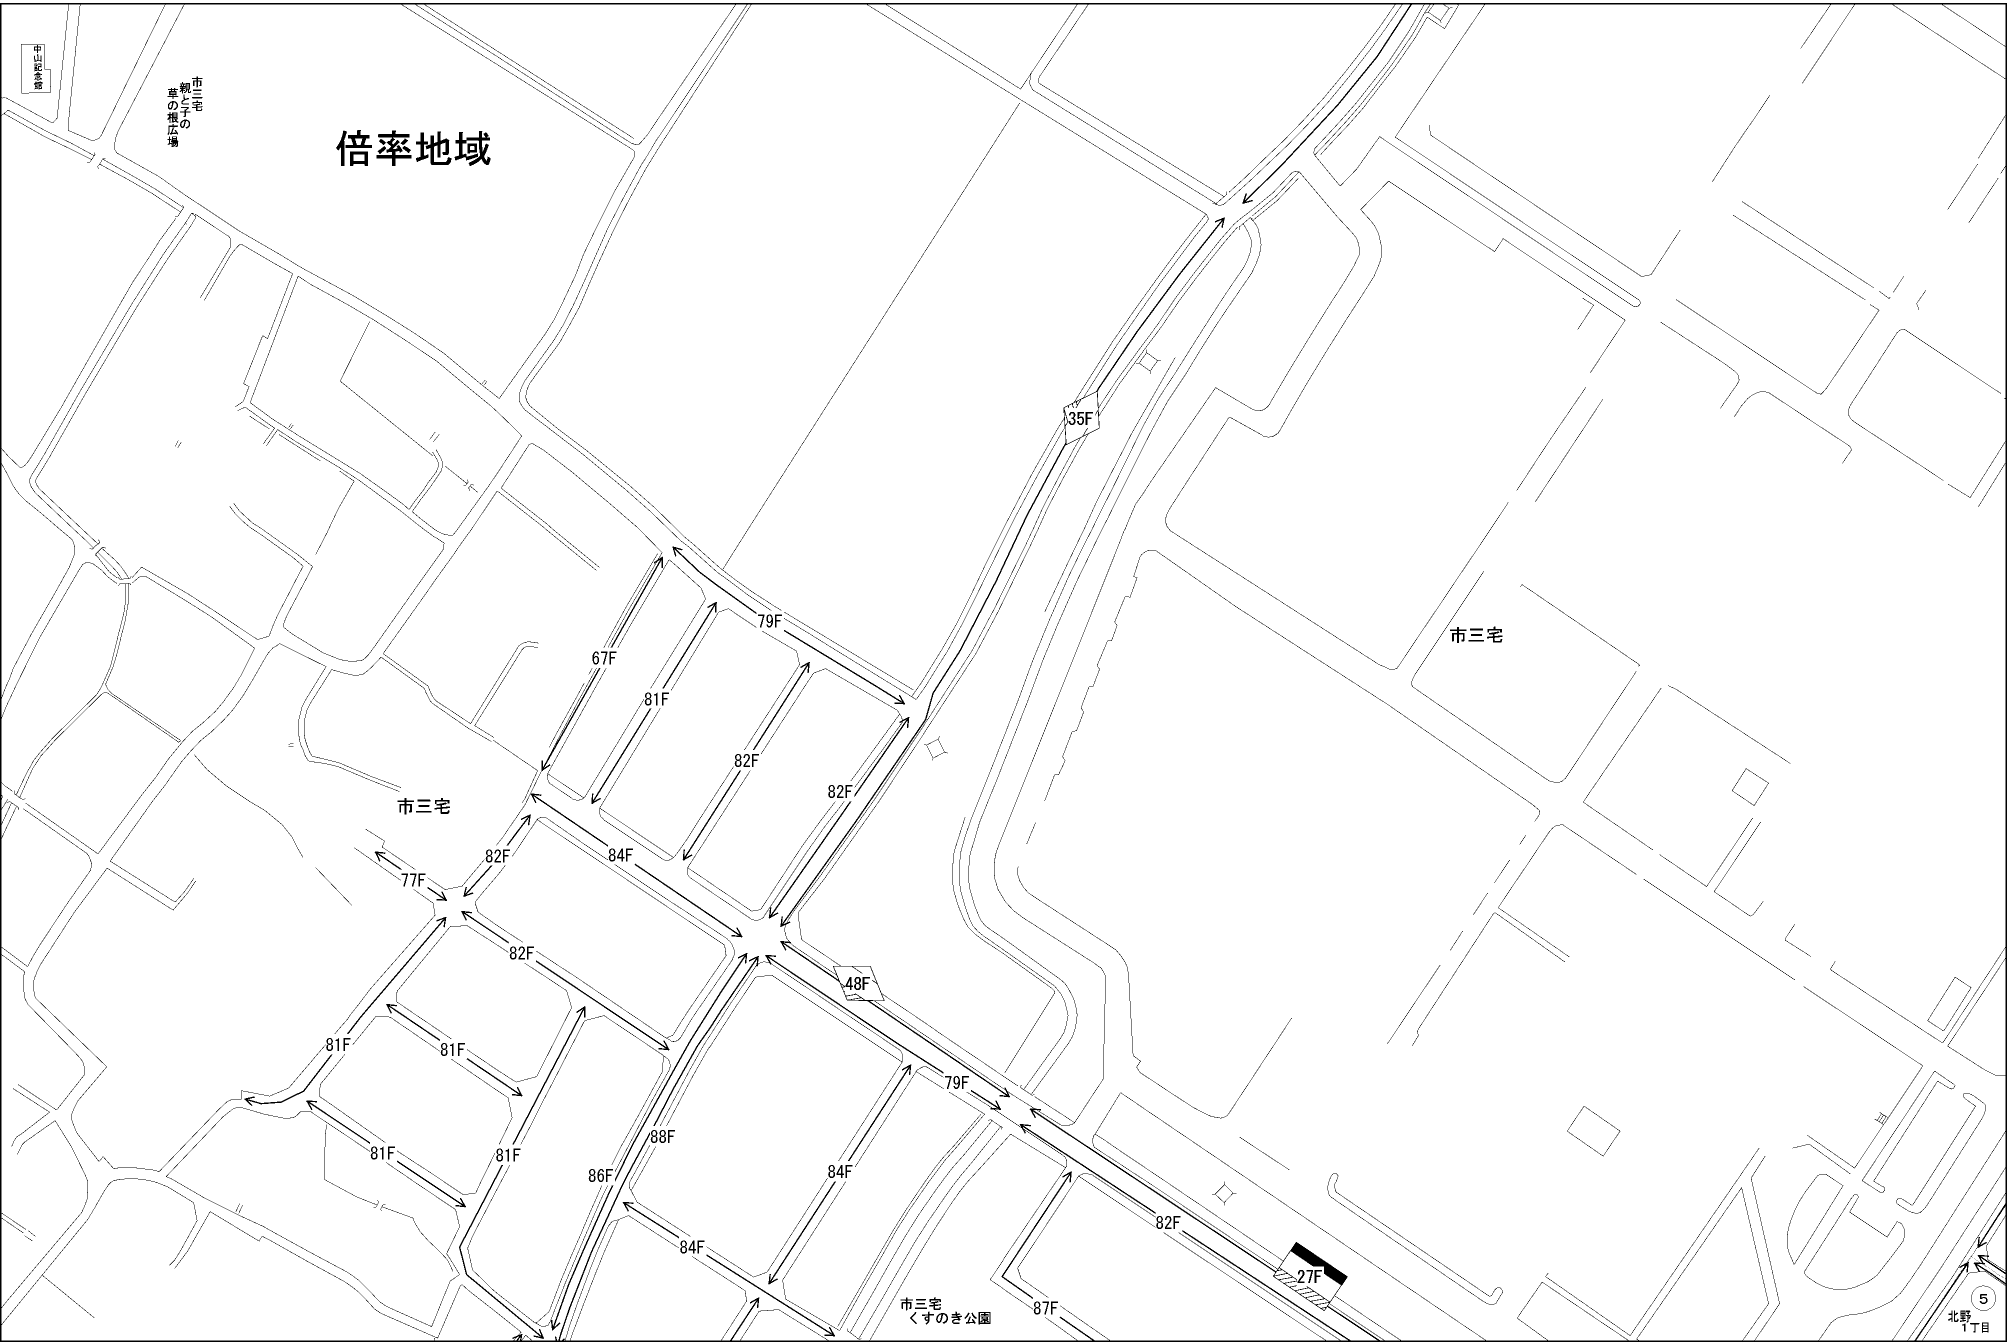 中山記念館
市三宅
親と子の
草の根広場
倍率地域
35F
79F
67F
市三宅
81F
82F
82F
市三宅
84F
82F
77F
82F
48F
81F
81F
79F
88F
81F
81F
86F
84F
82F
84F
27F
87F
市三宅
くすのき公園
5
北野
1丁目